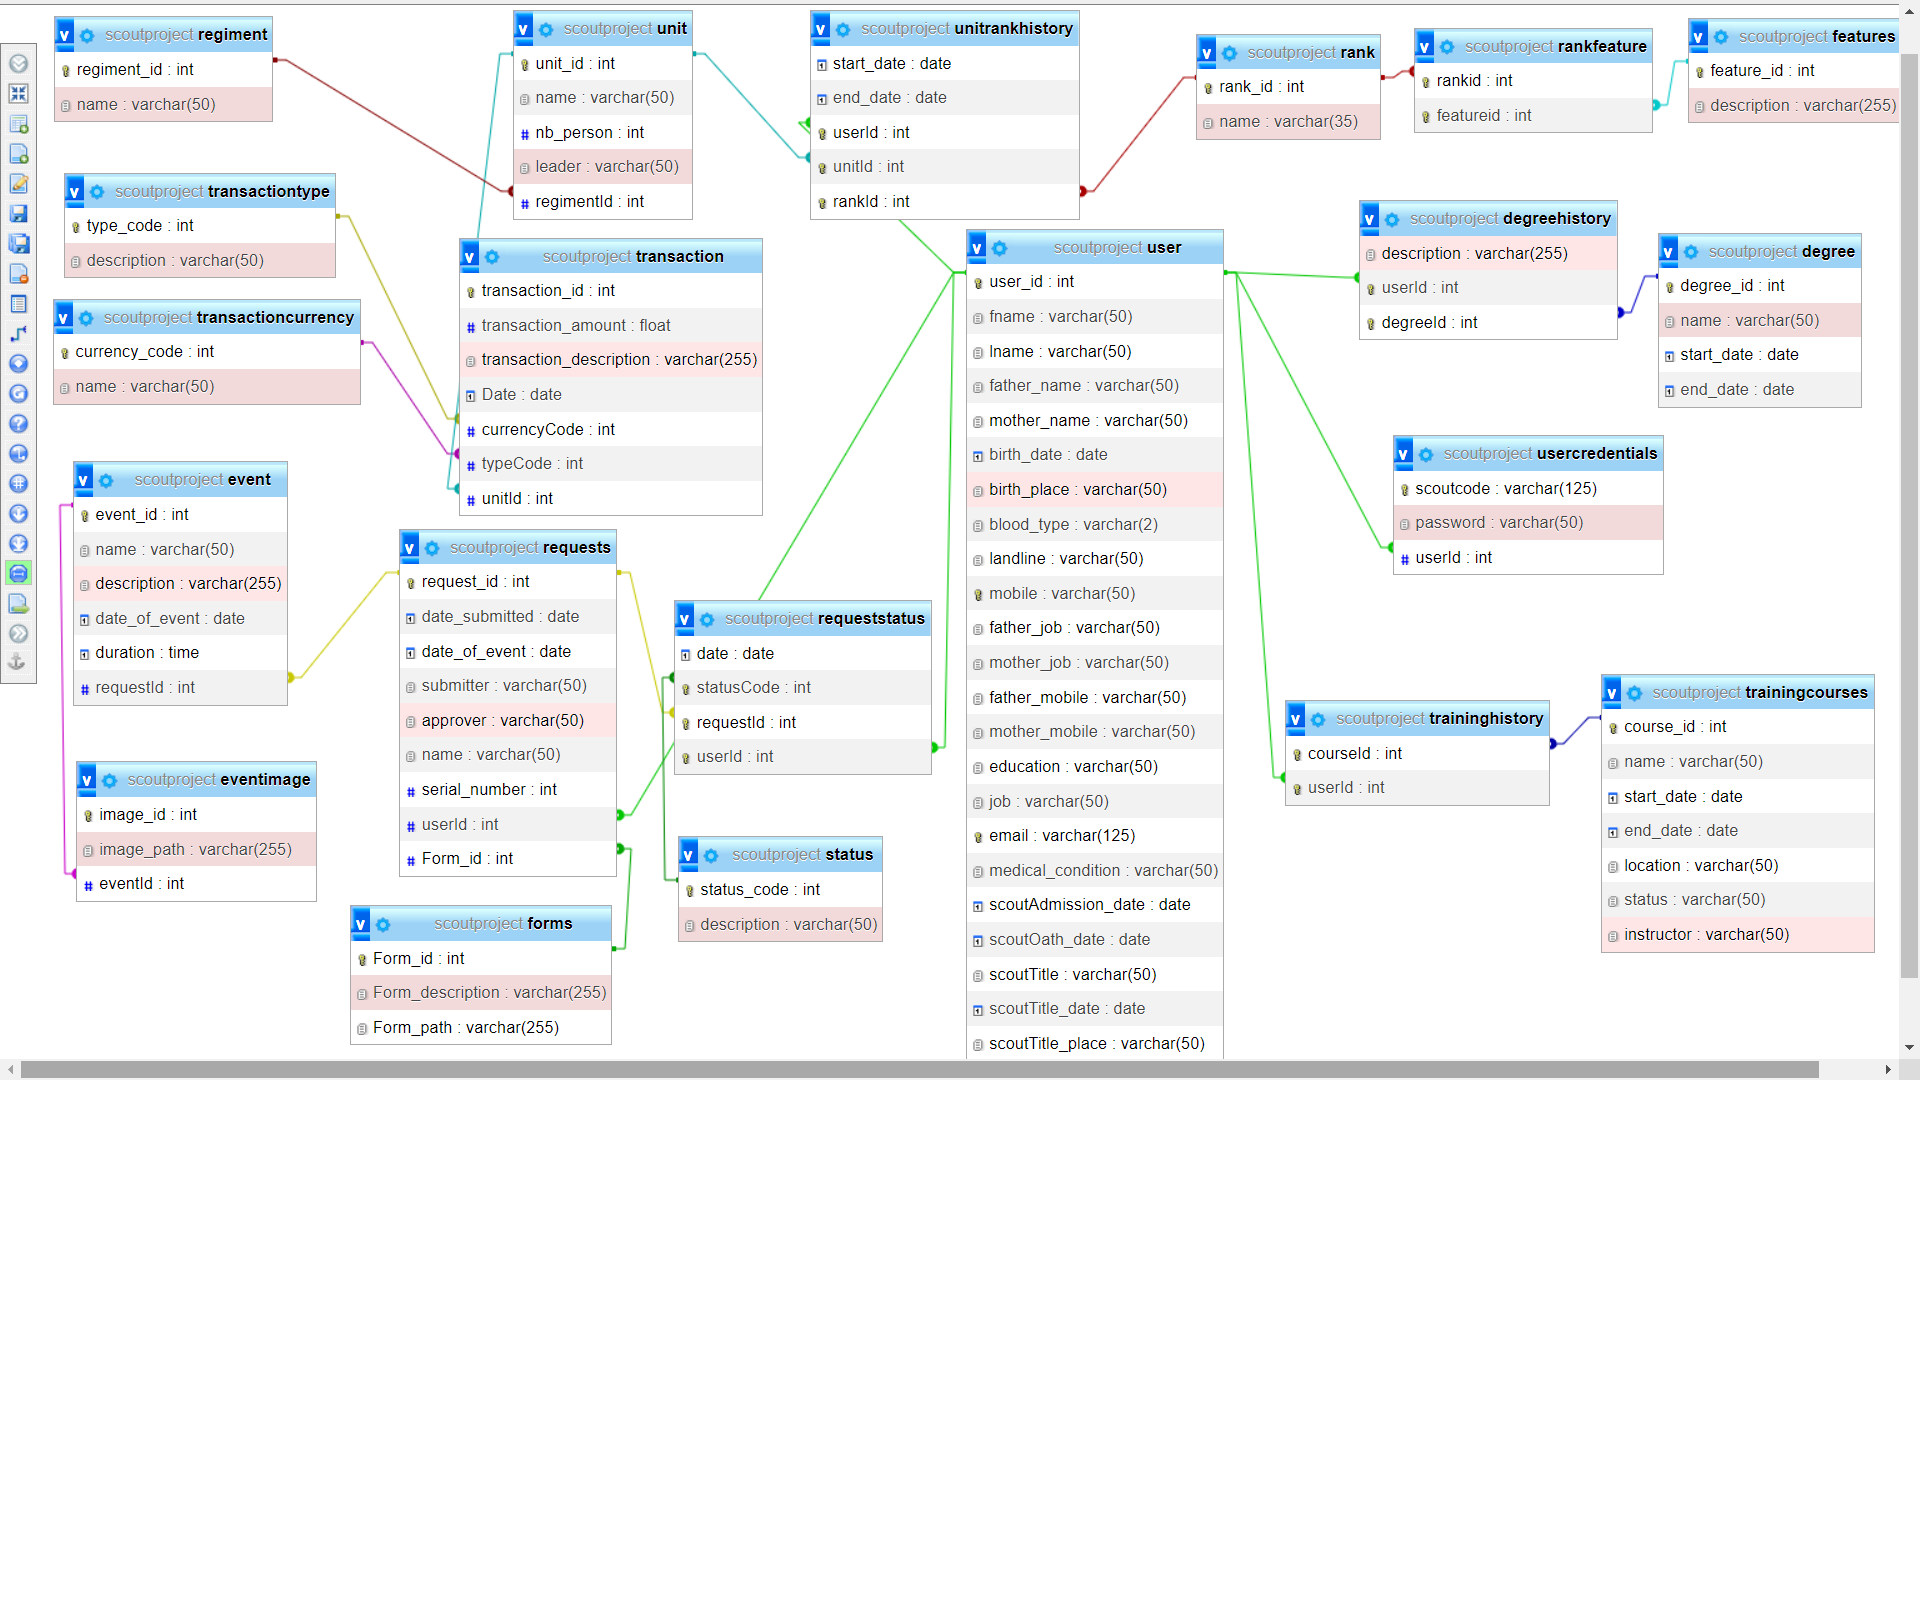 scoutproject regiment
regiment_id : int
name : varchar(50)
scoutproject unit
unit_id : int
name : varchar(50)
nb_person : int
leader : varchar(50)
regimentId : int
scoutproject unitrankhistory
start_date : date
end_date : date
userId : int
unitId : int
rankId : int
scoutproject rank
rank_id : int
name : varchar(35)
scoutproject rankfeature
rankid : int
featureid : int
scoutproject features
feature_id : int
description : varchar(255)
scoutproject transactiontype
type_code : int
description : varchar(50)
scoutproject transactioncurrency
currency_code : int
name : varchar(50)
scoutproject transaction
transaction_id : int
transaction_amount : float
transaction_description : varchar(255)
Date : date
currencyCode : int
typeCode : int
unitId : int
scoutproject user
user_id : int
fname : varchar(50)
lname : varchar(50)
father_name : varchar(50)
mother_name : varchar(50)
birth_date : date
birth_place : varchar(50)
blood_type : varchar(2)
landline : varchar(50)
mobile : varchar(50)
father_job : varchar(50)
mother_job : varchar(50)
father_mobile : varchar(50)
mother_mobile : varchar(50)
education : varchar(50)
job : varchar(50)
email : varchar(125)
medical_condition : varchar(50)
scoutAdmission_date : date
scoutOath_date : date
scoutTitle : varchar(50)
scoutTitle_date : date
scoutTitle_place : varchar(50)
scoutproject degreehistory
description : varchar(255)
userId : int
degreeId : int
scoutproject degree
degree_id : int
name : varchar(50)
start_date : date
end_date : date
scoutproject usercredentials
scoutcode : varchar(125)
password : varchar(50)
userId : int
scoutproject event
event_id : int
name : varchar(50)
description : varchar(255)
date_of_event : date
duration : time
requestId : int
scoutproject requests
request_id : int
date_submitted : date
date_of_event : date
submitter : varchar(50)
approver : varchar(50)
name : varchar(50)
serial_number : int
userId : int
Form_id : int
scoutproject requeststatus
date : date
statusCode : int
requestId : int
userId : int
scoutproject eventimage
image_id : int
image_path : varchar(255)
eventId : int
scoutproject status
status_code : int
description : varchar(50)
scoutproject forms
Form_id : int
Form_description : varchar(255)
Form_path : varchar(255)
scoutproject traininghistory
courseId : int
userId : int
scoutproject trainingcourses
course_id : int
name : varchar(50)
start_date : date
end_date : date
location : varchar(50)
status : varchar(50)
instructor : varchar(50)